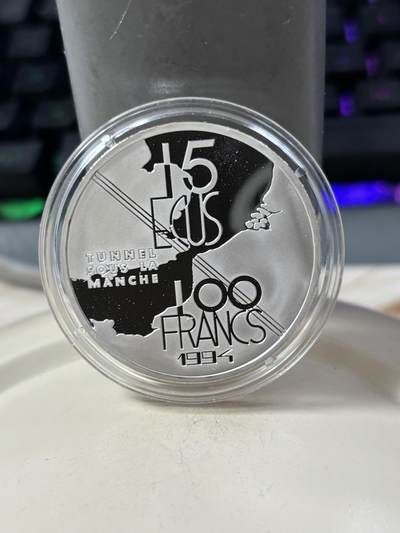 15
ECUS
TUNNEL
SOUS LA
MANCHE
100
FRANCS
1994